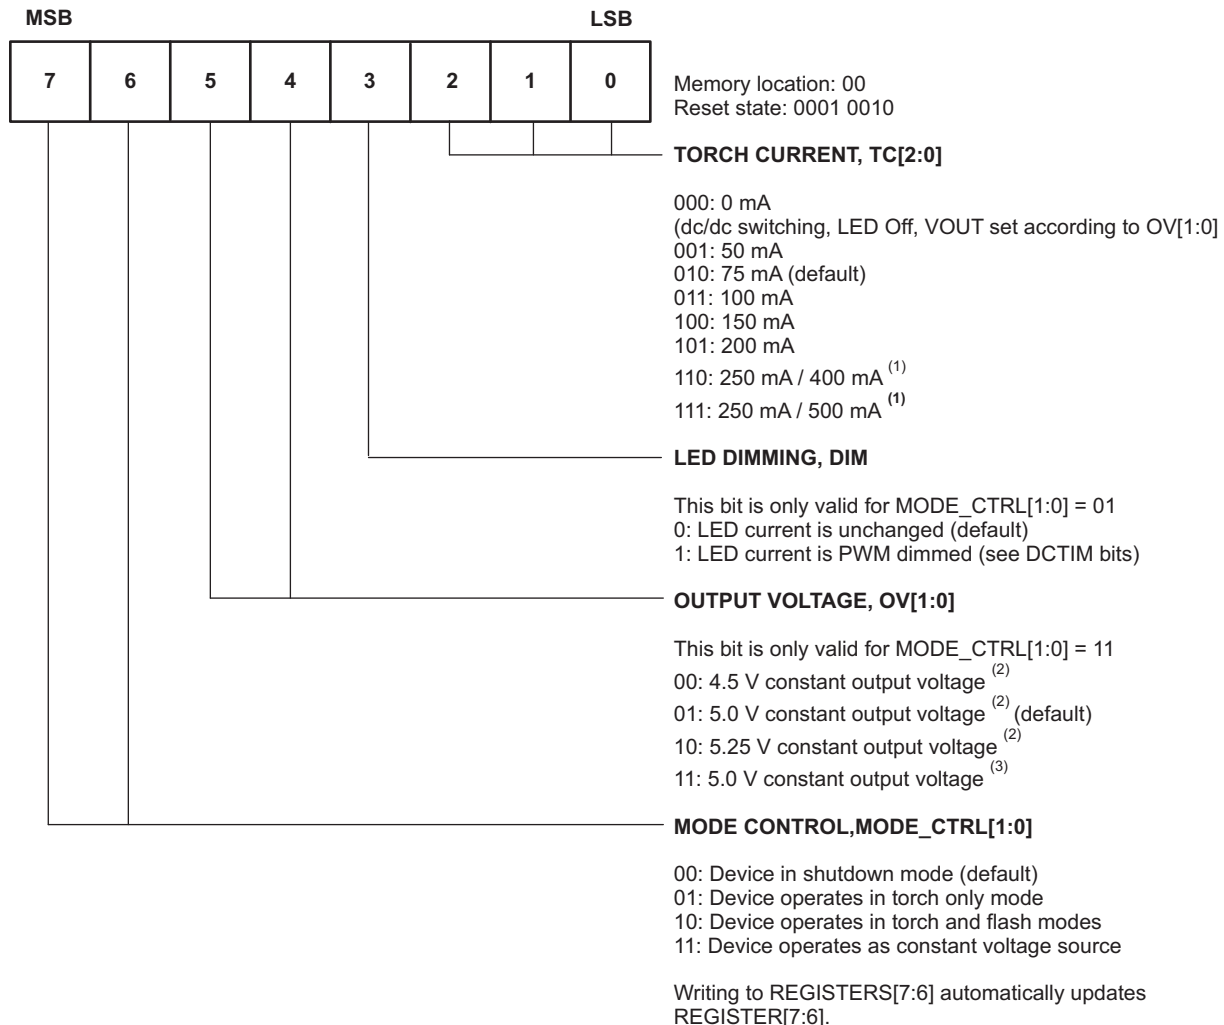 MSB LSB
7 6 5 4 3 2 1 0
Memory location: 00
Reset state: 0001 0010
TORCH CURRENT, TC[2:0]
000: 0 mA
(dc/dc switching, LED Off, VOUT set according to OV[1:0]
001: 50 mA
010: 75 mA (default)
011: 100 mA
100: 150 mA
101: 200 mA
110: 250 mA / 400 mA (1)
111: 250 mA / 500 mA (1)
LED DIMMING, DIM
This bit is only valid for MODE_CTRL[1:0] = 01
0: LED current is unchanged (default)
1: LED current is PWM dimmed (see DCTIM bits)
OUTPUT VOLTAGE, OV[1:0]
This bit is only valid for MODE_CTRL[1:0] = 11
00: 4.5 V constant output voltage (2)
01: 5.0 V constant output voltage (2) (default)
10: 5.25 V constant output voltage (2)
11: 5.0 V constant output voltage (3)
MODE CONTROL,MODE_CTRL[1:0]
00: Device in shutdown mode (default)
01: Device operates in torch only mode
10: Device operates in torch and flash modes
11: Device operates as constant voltage source
Writing to REGISTERS[7:6] automatically updates
REGISTER[7:6].